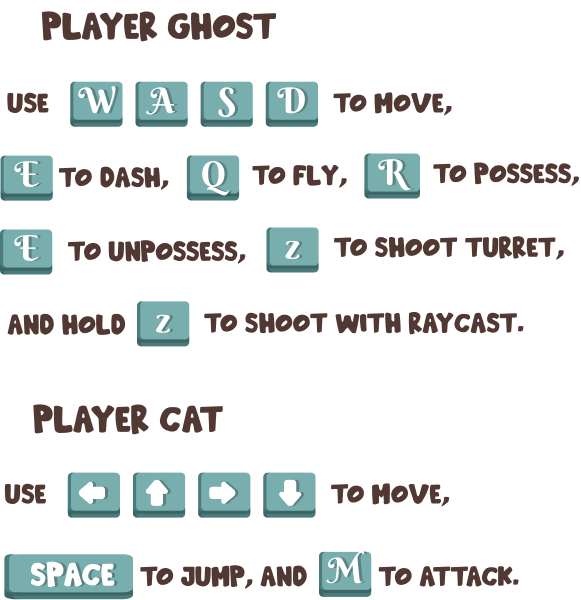 PLAYER GHOST
USE W A S D TO MOVE,
E TO DASH, Q TO FLY, R TO POSSESS,
E TO UNPOSSESS, z TO SHOOT TURRET,
AND HOLD z TO SHOOT WITH RAYCAST.
PLAYER CAT
USE ← ↑ → ↓ TO MOVE,
SPACE TO JUMP, AND M TO ATTACK.